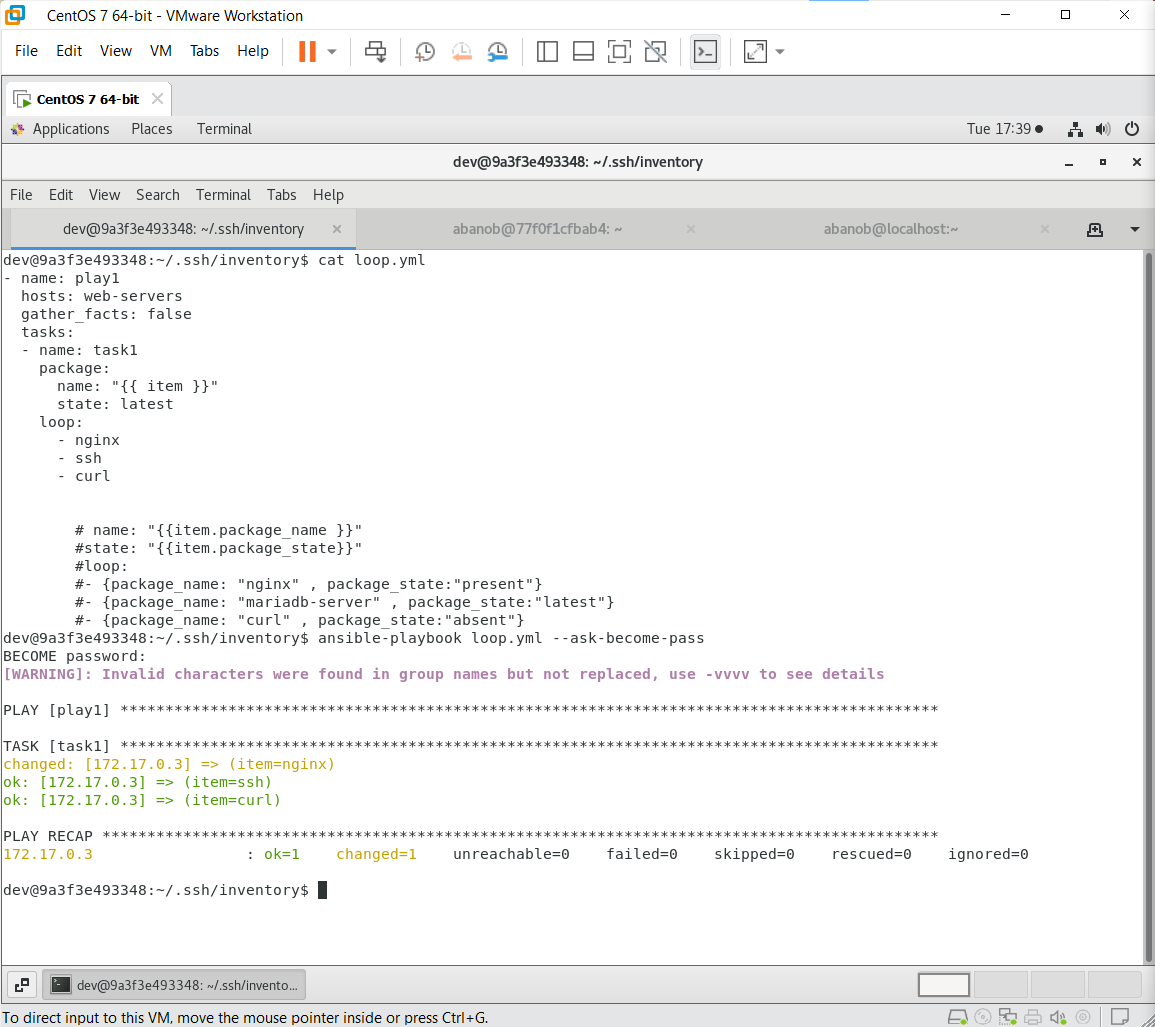 CentOS 7 64-bit - VMware Workstation
File Edit View VM Tabs Help
CentOS 7 64-bit
Applications Places Terminal Tue 17:39
dev@9a3f3e493348: ~/.ssh/inventory
File Edit View Search Terminal Tabs Help
dev@9a3f3e493348: ~/.ssh/inventory abanob@77f0f1cfbab4: ~ abanob@localhost:~
dev@9a3f3e493348:~/.ssh/inventory$ cat loop.yml
- name: play1
  hosts: web-servers
  gather_facts: false
  tasks:
  - name: task1
    package:
      name: "{{ item }}"
      state: latest
    loop:
      - nginx
      - ssh
      - curl
        # name: "{{item.package_name }}"
        #state: "{{item.package_state}}"
        #loop:
        #- {package_name: "nginx" , package_state:"present"}
        #- {package_name: "mariadb-server" , package_state:"latest"}
        #- {package_name: "curl" , package_state:"absent"}
dev@9a3f3e493348:~/.ssh/inventory$ ansible-playbook loop.yml --ask-become-pass
BECOME password:
[WARNING]: Invalid characters were found in group names but not replaced, use -vvvv to see details
PLAY [play1] *******************************************************************************************
TASK [task1] *******************************************************************************************
changed: [172.17.0.3] => (item=nginx)
ok: [172.17.0.3] => (item=ssh)
ok: [172.17.0.3] => (item=curl)
PLAY RECAP *********************************************************************************************
172.17.0.3                 : ok=1    changed=1    unreachable=0    failed=0    skipped=0    rescued=0    ignored=0
dev@9a3f3e493348:~/.ssh/inventory$
dev@9a3f3e493348: ~/.ssh/invento...
To direct input to this VM, move the mouse pointer inside or press Ctrl+G.